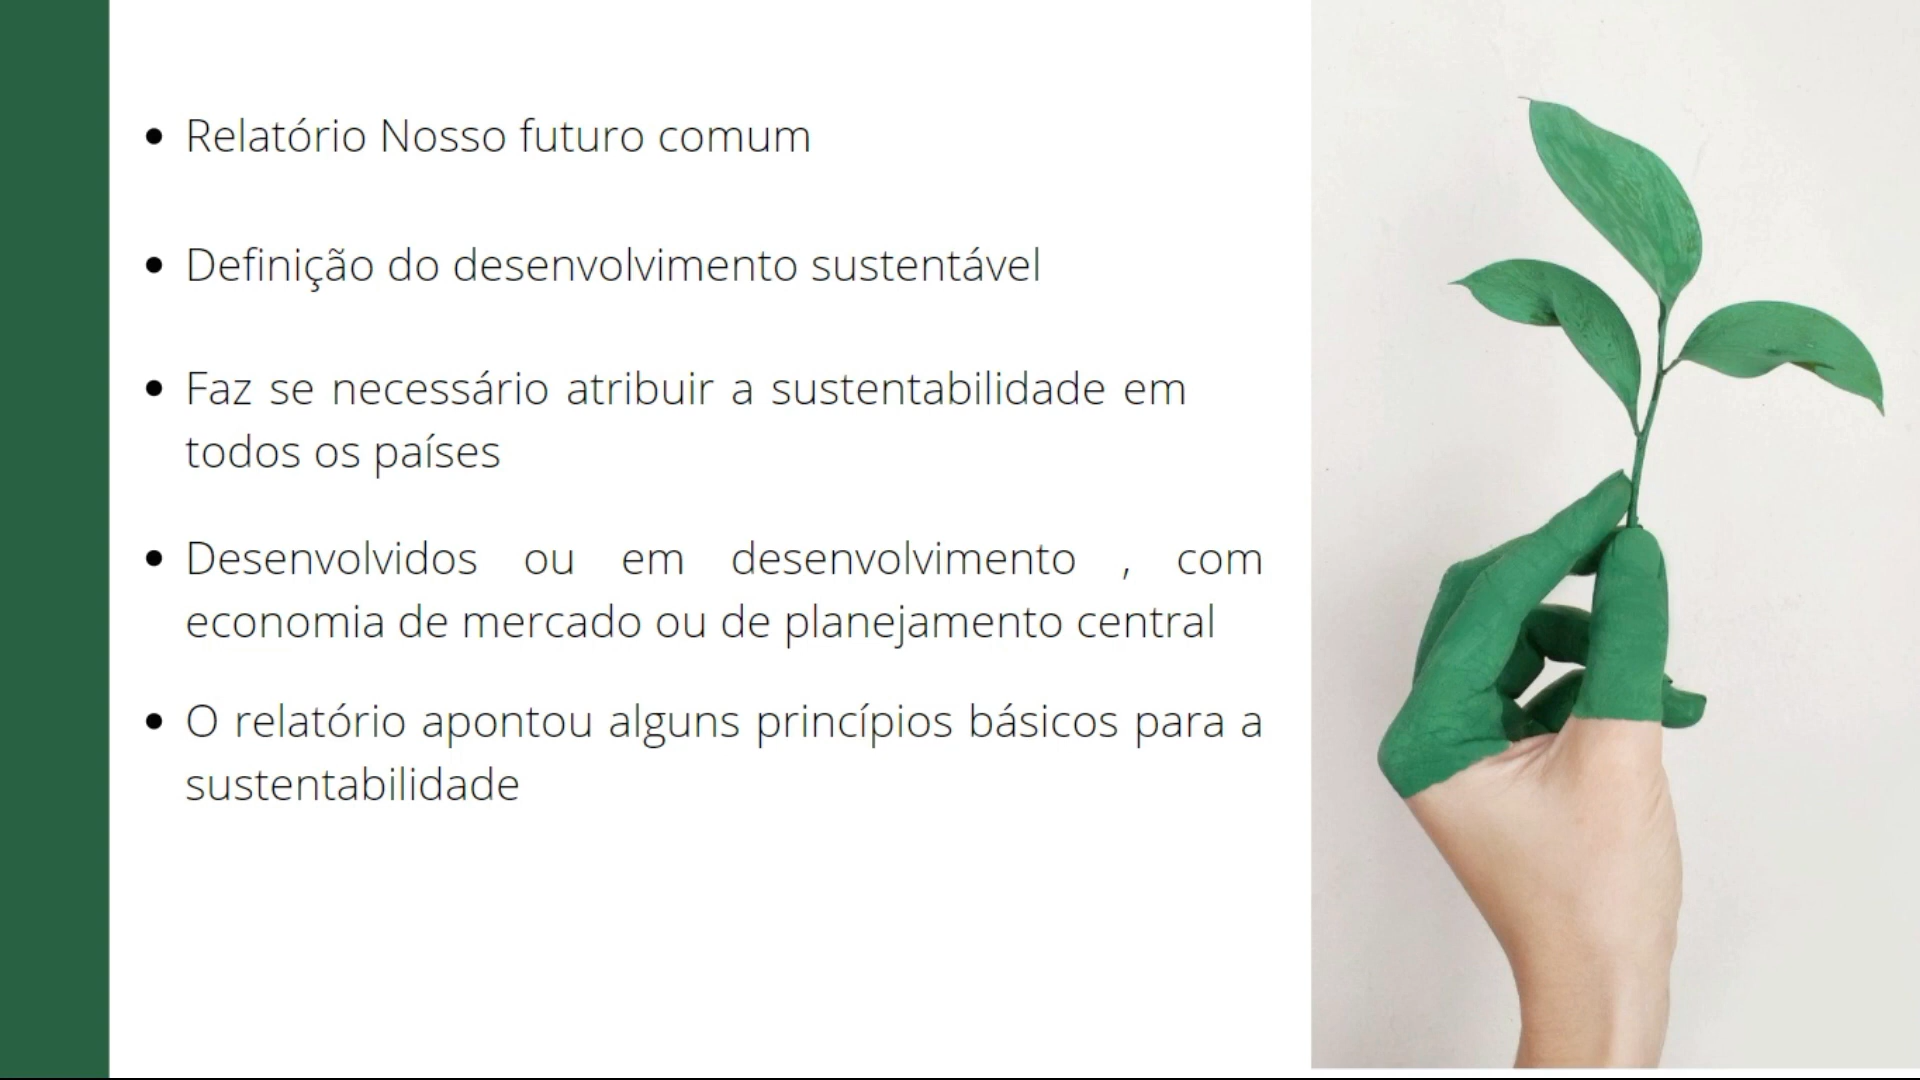 • Relatório Nosso futuro comum
• Definição do desenvolvimento sustentável
• Faz se necessário atribuir a sustentabilidade em
todos os países
• Desenvolvidos ou em desenvolvimento , com
economia de mercado ou de planejamento central
• O relatório apontou alguns princípios básicos para a
sustentabilidade